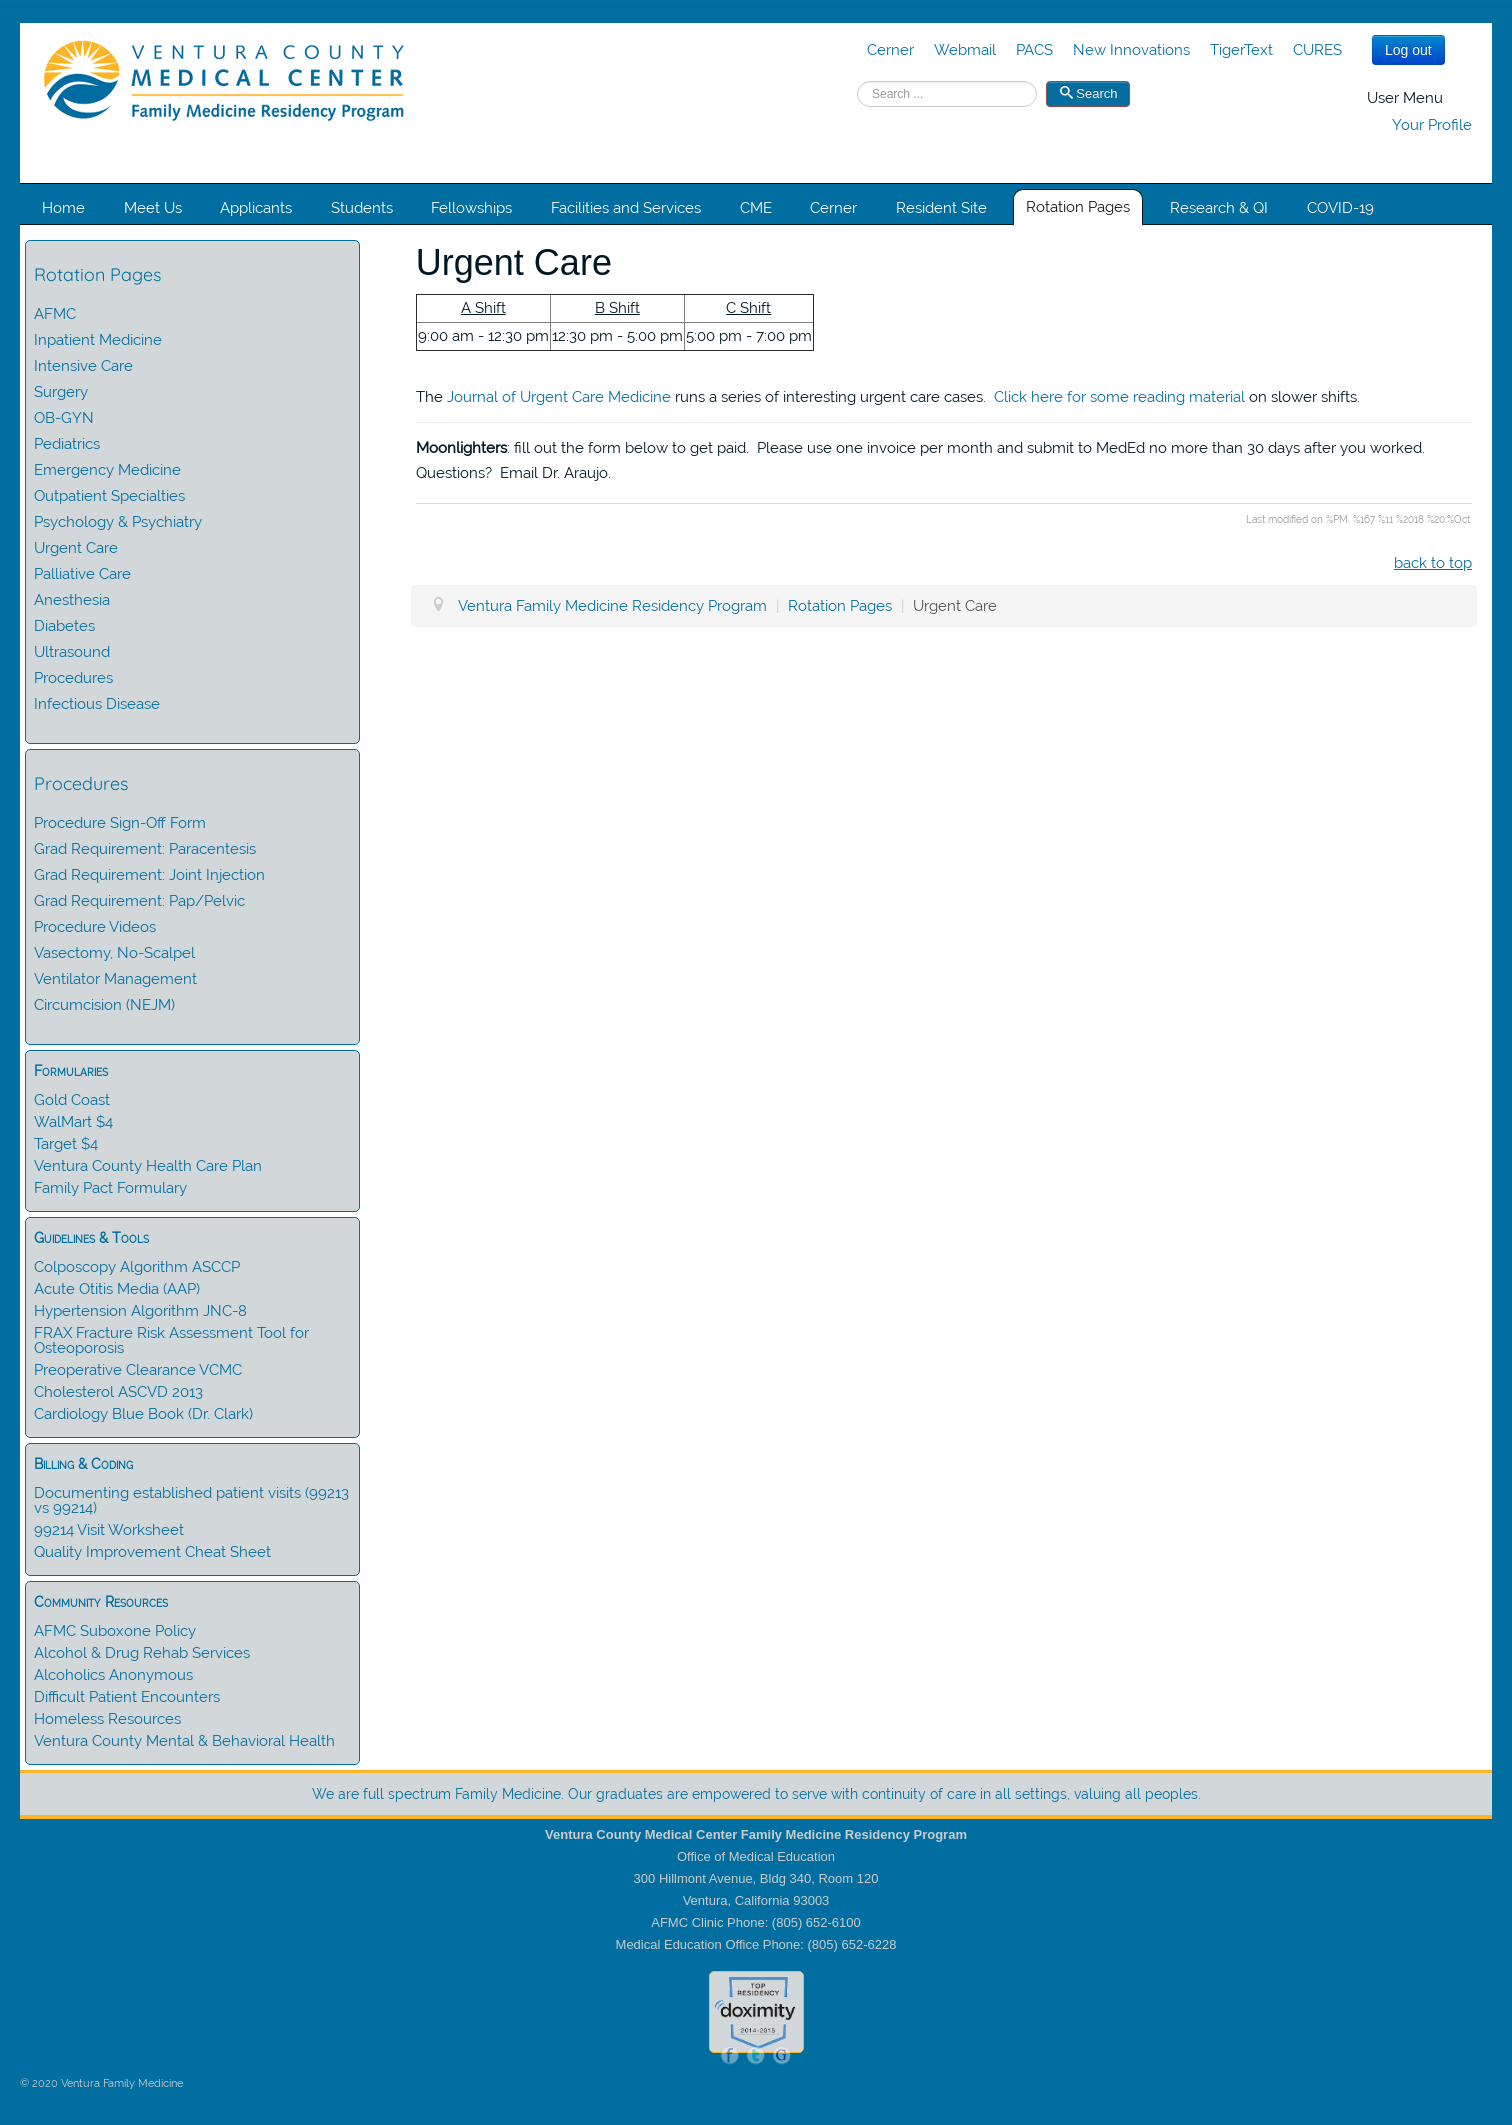 VENTURA COUNTY
MEDICAL CENTER
Family Medicine Residency Program
Cerner Webmail PACS New Innovations TigerText CURES Log out
Search ... Search
User Menu
Your Profile
Home Meet Us Applicants Students Fellowships Facilities and Services CME Cerner Resident Site Rotation Pages Research & QI COVID-19
Rotation Pages
AFMC
Inpatient Medicine
Intensive Care
Surgery
OB-GYN
Pediatrics
Emergency Medicine
Outpatient Specialties
Psychology & Psychiatry
Urgent Care
Palliative Care
Anesthesia
Diabetes
Ultrasound
Procedures
Infectious Disease
Procedures
Procedure Sign-Off Form
Grad Requirement: Paracentesis
Grad Requirement: Joint Injection
Grad Requirement: Pap/Pelvic
Procedure Videos
Vasectomy, No-Scalpel
Ventilator Management
Circumcision (NEJM)
Formularies
Gold Coast
WalMart $4
Target $4
Ventura County Health Care Plan
Family Pact Formulary
Guidelines & Tools
Colposcopy Algorithm ASCCP
Acute Otitis Media (AAP)
Hypertension Algorithm JNC-8
FRAX Fracture Risk Assessment Tool for
Osteoporosis
Preoperative Clearance VCMC
Cholesterol ASCVD 2013
Cardiology Blue Book (Dr. Clark)
Billing & Coding
Documenting established patient visits (99213
vs 99214)
99214 Visit Worksheet
Quality Improvement Cheat Sheet
Community Resources
AFMC Suboxone Policy
Alcohol & Drug Rehab Services
Alcoholics Anonymous
Difficult Patient Encounters
Homeless Resources
Ventura County Mental & Behavioral Health
Urgent Care
A Shift B Shift C Shift
9:00 am - 12:30 pm 12:30 pm - 5:00 pm 5:00 pm - 7:00 pm
The Journal of Urgent Care Medicine runs a series of interesting urgent care cases. Click here for some reading material on slower shifts.
Moonlighters: fill out the form below to get paid. Please use one invoice per month and submit to MedEd no more than 30 days after you worked.
Questions? Email Dr. Araujo.
Last modified on %PM, %167 %11 %2018 %20:%Oct
back to top
Ventura Family Medicine Residency Program | Rotation Pages | Urgent Care
We are full spectrum Family Medicine. Our graduates are empowered to serve with continuity of care in all settings, valuing all peoples.
Ventura County Medical Center Family Medicine Residency Program
Office of Medical Education
300 Hillmont Avenue, Bldg 340, Room 120
Ventura, California 93003
AFMC Clinic Phone: (805) 652-6100
Medical Education Office Phone: (805) 652-6228
TOP
RESIDENCY
doximity
2014-2015
f t G
© 2020 Ventura Family Medicine